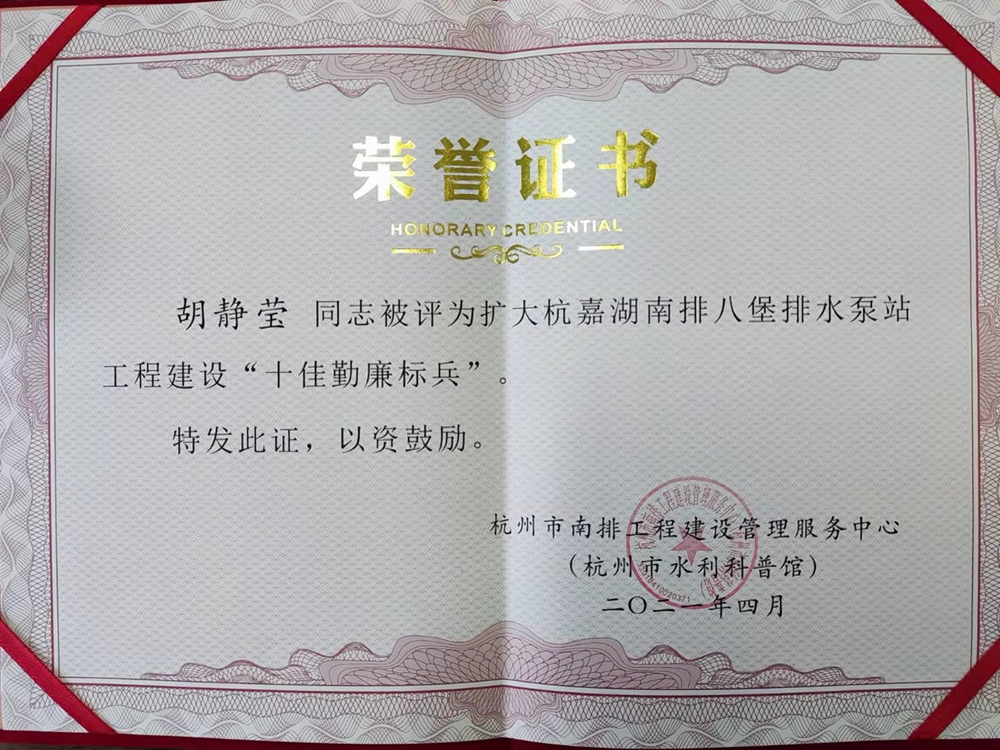 荣誉证书
HONORARY CREDENTIAL
胡静莹 同志被评为扩大杭嘉湖南排八堡排水泵站
工程建设“十佳勤廉标兵”。
特发此证，以资鼓励。
杭州市南排工程建设管理服务中心
(杭州市水利科普馆)
二〇二一年四月